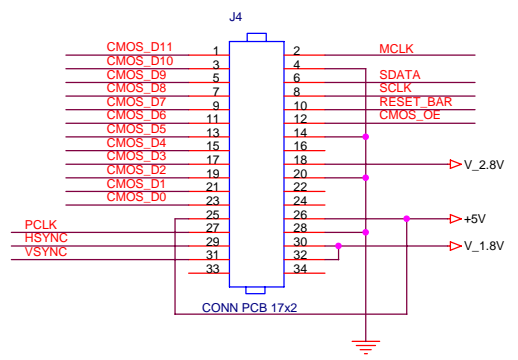 J4
CMOS_D11 1 2 MCLK
CMOS_D10 3 4
CMOS_D9 5 6 SDATA
CMOS_D8 7 8 SCLK
CMOS_D7 9 10 RESET_BAR
CMOS_D6 11 12 CMOS_OE
CMOS_D5 13 14
CMOS_D4 15 16
CMOS_D3 17 18 V_2.8V
CMOS_D2 19 20
CMOS_D1 21 22
CMOS_D0 23 24
25 26 +5V
PCLK 27 28
HSYNC 29 30 V_1.8V
VSYNC 31 32
33 34
CONN PCB 17x2